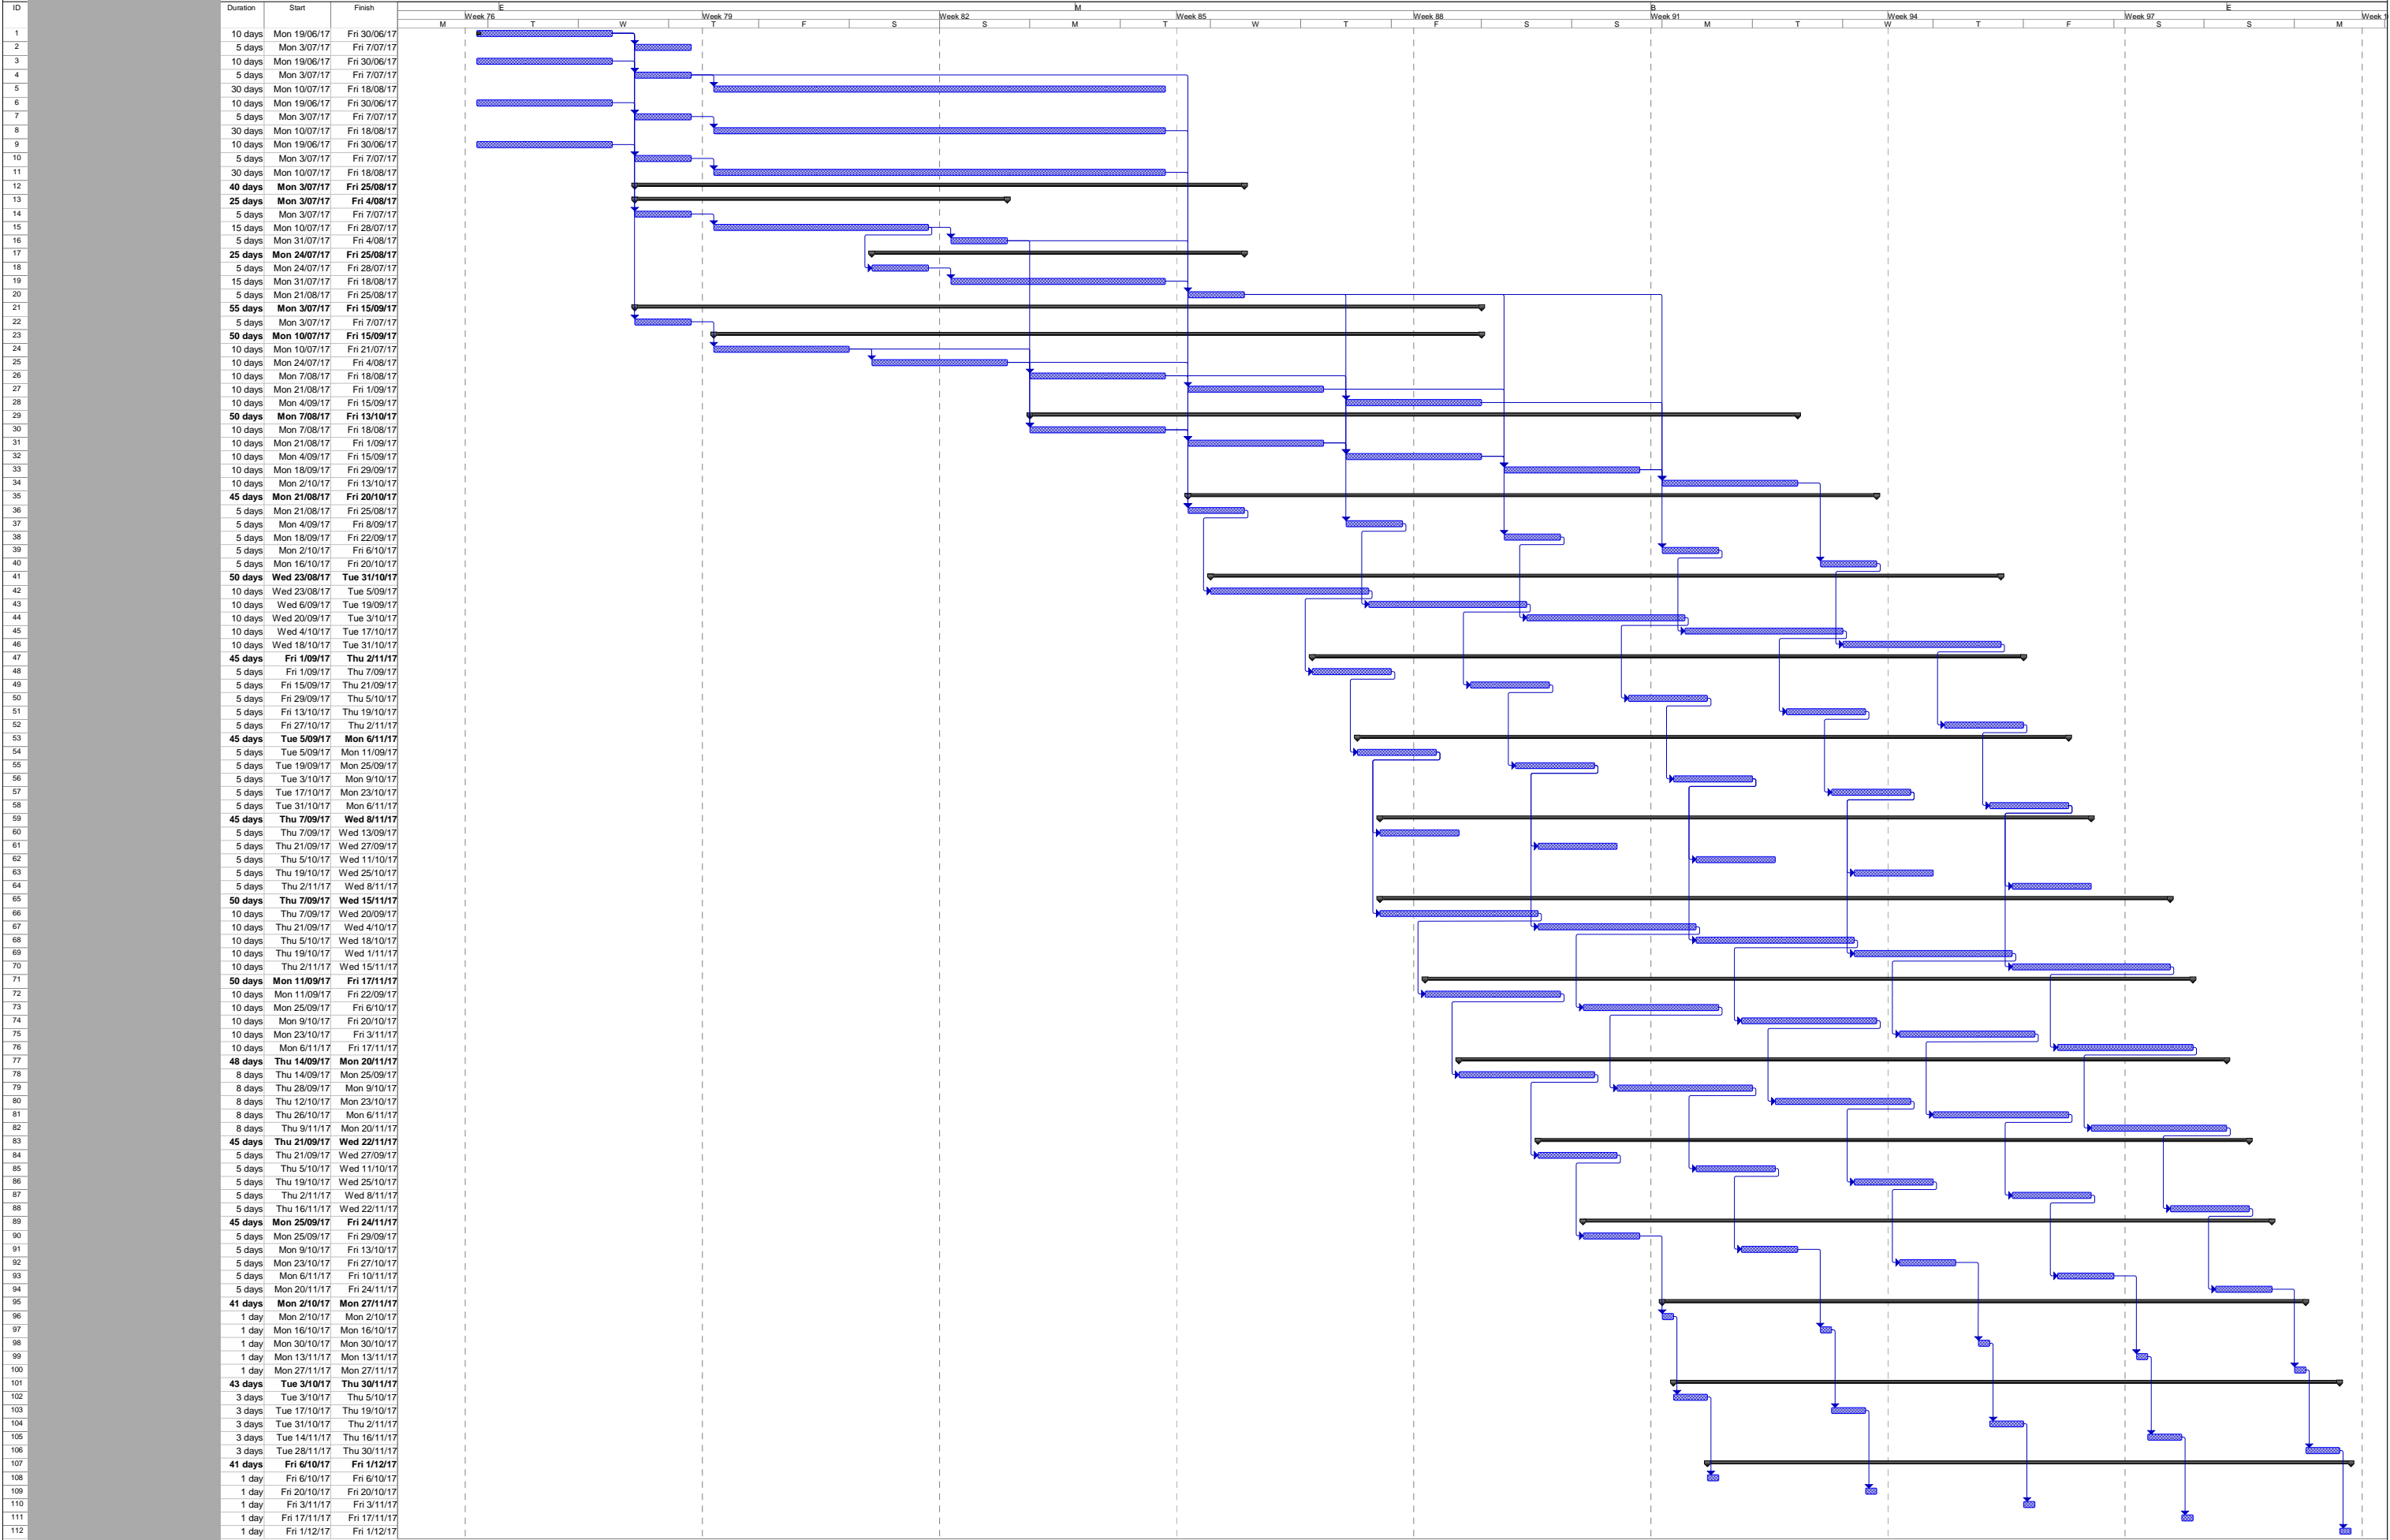 ID Duration Start Finish E M B E
Week 76 Week 79 Week 82 Week 85 Week 88 Week 91 Week 94 Week 97 Week
M T W T F S S M T W T F S S M T W T F S S M
1 10 days Mon 19/06/17 Fri 30/06/17
2 5 days Mon 3/07/17 Fri 7/07/17
3 10 days Mon 19/06/17 Fri 30/06/17
4 5 days Mon 3/07/17 Fri 7/07/17
5 30 days Mon 10/07/17 Fri 18/08/17
6 10 days Mon 19/06/17 Fri 30/06/17
7 5 days Mon 3/07/17 Fri 7/07/17
8 30 days Mon 10/07/17 Fri 18/08/17
9 10 days Mon 19/06/17 Fri 30/06/17
10 5 days Mon 3/07/17 Fri 7/07/17
11 30 days Mon 10/07/17 Fri 18/08/17
12 40 days Mon 3/07/17 Fri 25/08/17
13 25 days Mon 3/07/17 Fri 4/08/17
14 5 days Mon 3/07/17 Fri 7/07/17
15 15 days Mon 10/07/17 Fri 28/07/17
16 5 days Mon 31/07/17 Fri 4/08/17
17 25 days Mon 24/07/17 Fri 25/08/17
18 5 days Mon 24/07/17 Fri 28/07/17
19 15 days Mon 31/07/17 Fri 18/08/17
20 5 days Mon 21/08/17 Fri 25/08/17
21 55 days Mon 3/07/17 Fri 15/09/17
22 5 days Mon 3/07/17 Fri 7/07/17
23 50 days Mon 10/07/17 Fri 15/09/17
24 10 days Mon 10/07/17 Fri 21/07/17
25 10 days Mon 24/07/17 Fri 4/08/17
26 10 days Mon 7/08/17 Fri 18/08/17
27 10 days Mon 21/08/17 Fri 1/09/17
28 10 days Mon 4/09/17 Fri 15/09/17
29 50 days Mon 7/08/17 Fri 13/10/17
30 10 days Mon 7/08/17 Fri 18/08/17
31 10 days Mon 21/08/17 Fri 1/09/17
32 10 days Mon 4/09/17 Fri 15/09/17
33 10 days Mon 18/09/17 Fri 29/09/17
34 10 days Mon 2/10/17 Fri 13/10/17
35 45 days Mon 21/08/17 Fri 20/10/17
36 5 days Mon 21/08/17 Fri 25/08/17
37 5 days Mon 4/09/17 Fri 8/09/17
38 5 days Mon 18/09/17 Fri 22/09/17
39 5 days Mon 2/10/17 Fri 6/10/17
40 5 days Mon 16/10/17 Fri 20/10/17
41 50 days Wed 23/08/17 Tue 31/10/17
42 10 days Wed 23/08/17 Tue 5/09/17
43 10 days Wed 6/09/17 Tue 19/09/17
44 10 days Wed 20/09/17 Tue 3/10/17
45 10 days Wed 4/10/17 Tue 17/10/17
46 10 days Wed 18/10/17 Tue 31/10/17
47 45 days Fri 1/09/17 Thu 2/11/17
48 5 days Fri 1/09/17 Thu 7/09/17
49 5 days Fri 15/09/17 Thu 21/09/17
50 5 days Fri 29/09/17 Thu 5/10/17
51 5 days Fri 13/10/17 Thu 19/10/17
52 5 days Fri 27/10/17 Thu 2/11/17
53 45 days Tue 5/09/17 Mon 6/11/17
54 5 days Tue 5/09/17 Mon 11/09/17
55 5 days Tue 19/09/17 Mon 25/09/17
56 5 days Tue 3/10/17 Mon 9/10/17
57 5 days Tue 17/10/17 Mon 23/10/17
58 5 days Tue 31/10/17 Mon 6/11/17
59 45 days Thu 7/09/17 Wed 8/11/17
60 5 days Thu 7/09/17 Wed 13/09/17
61 5 days Thu 21/09/17 Wed 27/09/17
62 5 days Thu 5/10/17 Wed 11/10/17
63 5 days Thu 19/10/17 Wed 25/10/17
64 5 days Thu 2/11/17 Wed 8/11/17
65 50 days Thu 7/09/17 Wed 15/11/17
66 10 days Thu 7/09/17 Wed 20/09/17
67 10 days Thu 21/09/17 Wed 4/10/17
68 10 days Thu 5/10/17 Wed 18/10/17
69 10 days Thu 19/10/17 Wed 1/11/17
70 10 days Thu 2/11/17 Wed 15/11/17
71 50 days Mon 11/09/17 Fri 17/11/17
72 10 days Mon 11/09/17 Fri 22/09/17
73 10 days Mon 25/09/17 Fri 6/10/17
74 10 days Mon 9/10/17 Fri 20/10/17
75 10 days Mon 23/10/17 Fri 3/11/17
76 10 days Mon 6/11/17 Fri 17/11/17
77 48 days Thu 14/09/17 Mon 20/11/17
78 8 days Thu 14/09/17 Mon 25/09/17
79 8 days Thu 28/09/17 Mon 9/10/17
80 8 days Thu 12/10/17 Mon 23/10/17
81 8 days Thu 26/10/17 Mon 6/11/17
82 8 days Thu 9/11/17 Mon 20/11/17
83 45 days Thu 21/09/17 Wed 22/11/17
84 5 days Thu 21/09/17 Wed 27/09/17
85 5 days Thu 5/10/17 Wed 11/10/17
86 5 days Thu 19/10/17 Wed 25/10/17
87 5 days Thu 2/11/17 Wed 8/11/17
88 5 days Thu 16/11/17 Wed 22/11/17
89 45 days Mon 25/09/17 Fri 24/11/17
90 5 days Mon 25/09/17 Fri 29/09/17
91 5 days Mon 9/10/17 Fri 13/10/17
92 5 days Mon 23/10/17 Fri 27/10/17
93 5 days Mon 6/11/17 Fri 10/11/17
94 5 days Mon 20/11/17 Fri 24/11/17
95 41 days Mon 2/10/17 Mon 27/11/17
96 1 day Mon 2/10/17 Mon 2/10/17
97 1 day Mon 16/10/17 Mon 16/10/17
98 1 day Mon 30/10/17 Mon 30/10/17
99 1 day Mon 13/11/17 Mon 13/11/17
100 1 day Mon 27/11/17 Mon 27/11/17
101 43 days Tue 3/10/17 Thu 30/11/17
102 3 days Tue 3/10/17 Thu 5/10/17
103 3 days Tue 17/10/17 Thu 19/10/17
104 3 days Tue 31/10/17 Thu 2/11/17
105 3 days Tue 14/11/17 Thu 16/11/17
106 3 days Tue 28/11/17 Thu 30/11/17
107 41 days Fri 6/10/17 Fri 1/12/17
108 1 day Fri 6/10/17 Fri 6/10/17
109 1 day Fri 20/10/17 Fri 20/10/17
110 1 day Fri 3/11/17 Fri 3/11/17
111 1 day Fri 17/11/17 Fri 17/11/17
112 1 day Fri 1/12/17 Fri 1/12/17